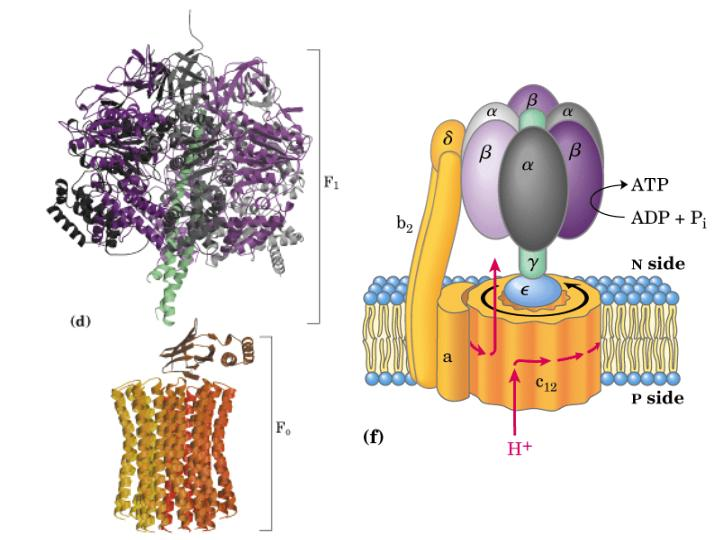 F₁
(d)
F₀
β
α
α
δ
β
β
α
ATP
b₂
ADP + Pᵢ
γ
N side
ϵ
a
c₁₂
P side
(f)
H⁺